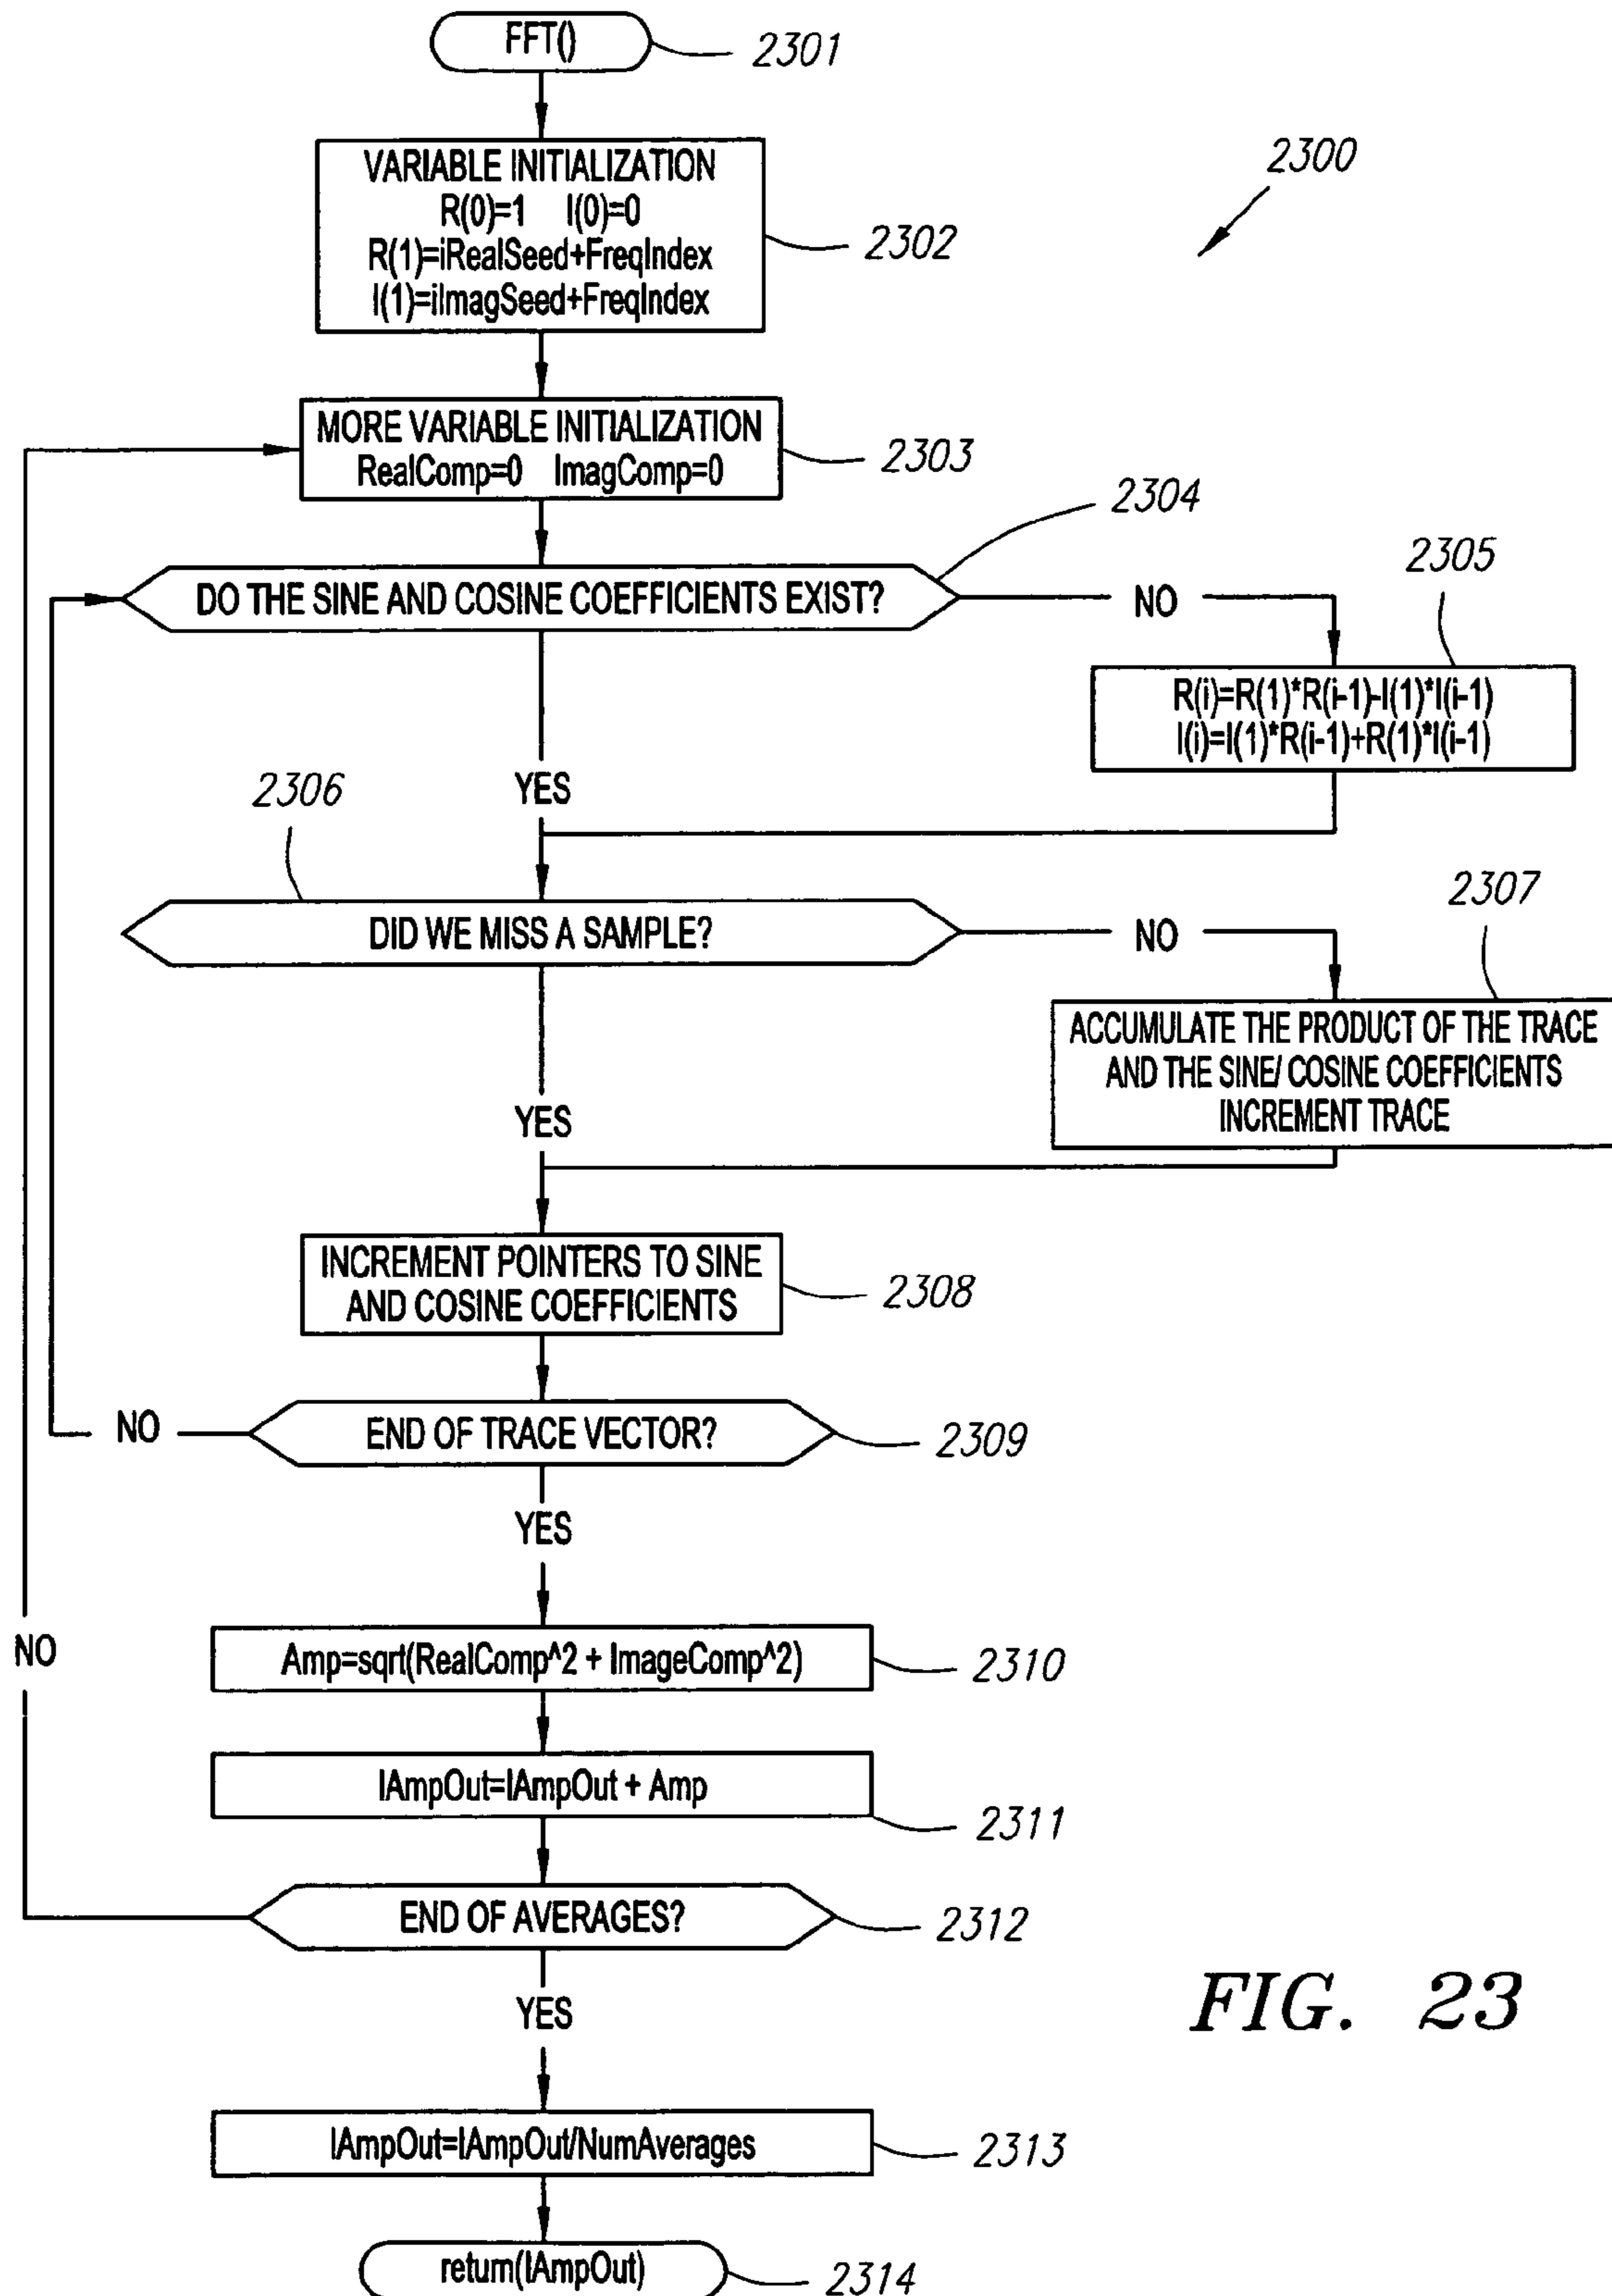 FFT()
2301
2300
VARIABLE INITIALIZATION
R(0)=1 I(0)=0
R(1)=iRealSeed+FreqIndex
I(1)=iImagSeed+FreqIndex
2302
MORE VARIABLE INITIALIZATION
RealComp=0 ImagComp=0
2303
2304
DO THE SINE AND COSINE COEFFICIENTS EXIST?
NO
2305
R(i)=R(1)*R(i-1)-I(1)*I(i-1)
I(i)=I(1)*R(i-1)+R(1)*I(i-1)
YES
2306
DID WE MISS A SAMPLE?
NO
2307
ACCUMULATE THE PRODUCT OF THE TRACE
AND THE SINE/ COSINE COEFFICIENTS
INCREMENT TRACE
YES
INCREMENT POINTERS TO SINE
AND COSINE COEFFICIENTS
2308
NO
END OF TRACE VECTOR?
2309
YES
NO
Amp=sqrt(RealComp^2 + ImageComp^2)
2310
lAmpOut=lAmpOut + Amp
2311
END OF AVERAGES?
2312
YES
FIG. 23
lAmpOut=lAmpOut/NumAverages
2313
return(lAmpOut)
2314